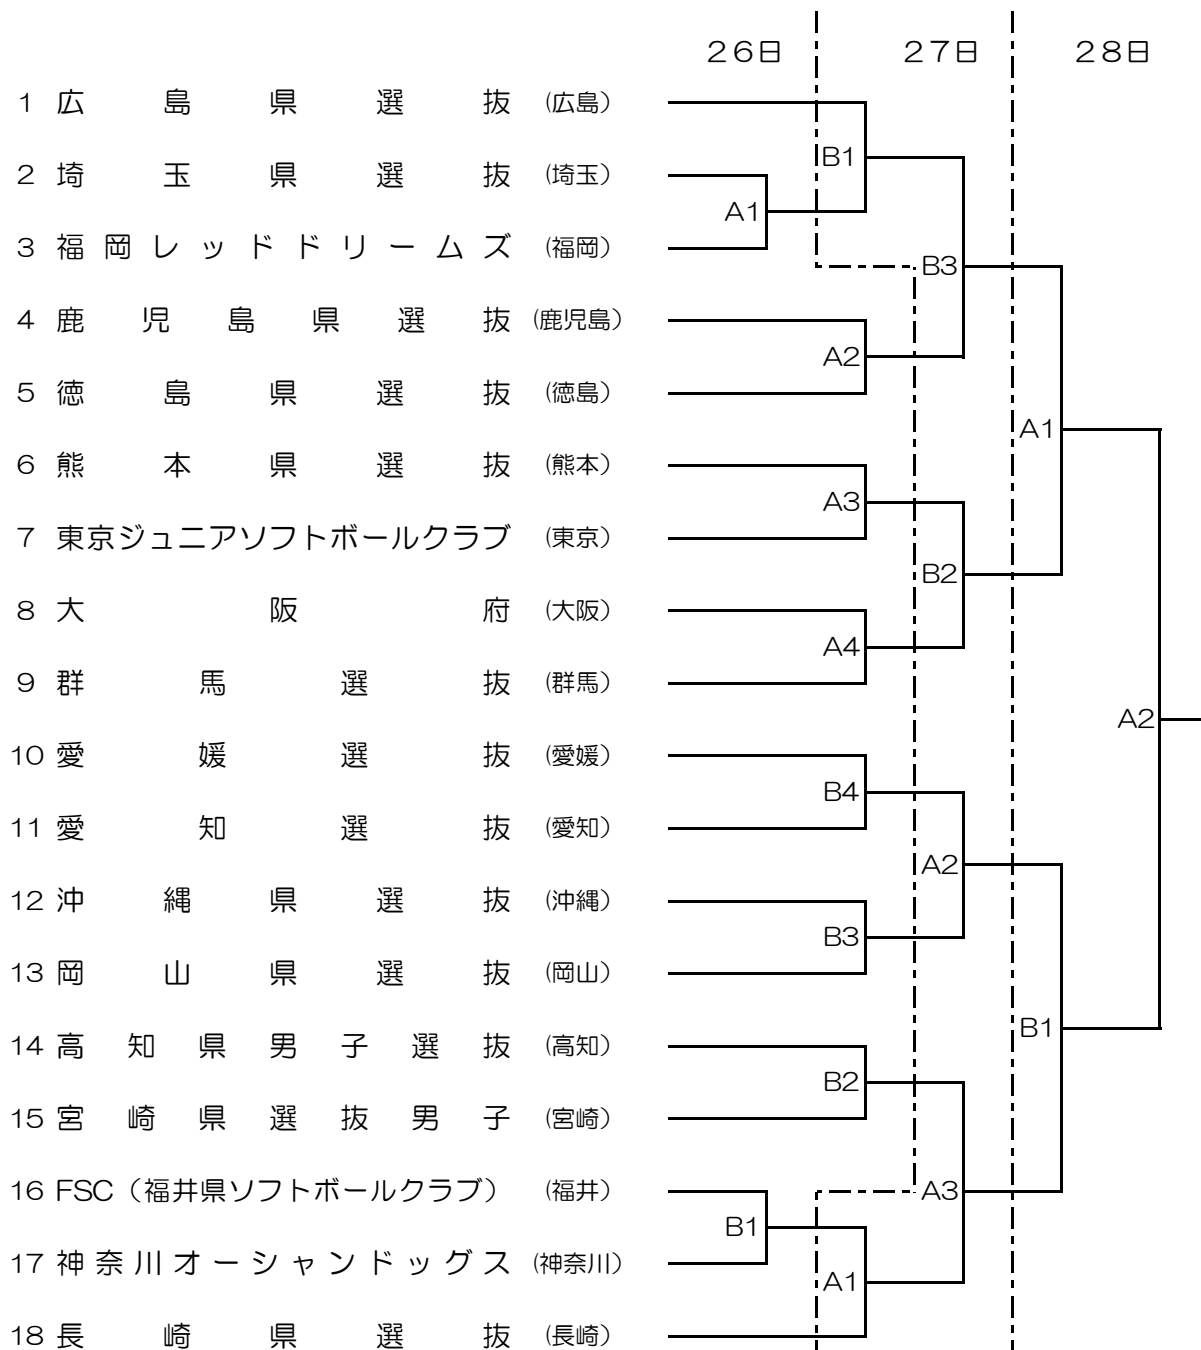 26日 27日 28日
1 広島県選抜 (広島)
B1
2 埼玉県選抜 (埼玉)
A1
3 福岡レッドドリームズ (福岡)
B3
4 鹿児島県選抜 (鹿児島)
A2
5 徳島県選抜 (徳島)
A1
6 熊本県選抜 (熊本)
A3
7 東京ジュニアソフトボールクラブ (東京)
B2
8 大阪府 (大阪)
A4
9 群馬選抜 (群馬)
A2
10 愛媛選抜 (愛媛)
B4
11 愛知選抜 (愛知)
A2
12 沖縄県選抜 (沖縄)
B3
13 岡山県選抜 (岡山)
B1
14 高知県男子選抜 (高知)
B2
15 宮崎県選抜男子 (宮崎)
16 FSC（福井県ソフトボールクラブ） (福井)
A3
B1
17 神奈川オーシャンドッグス (神奈川)
A1
18 長崎県選抜 (長崎)